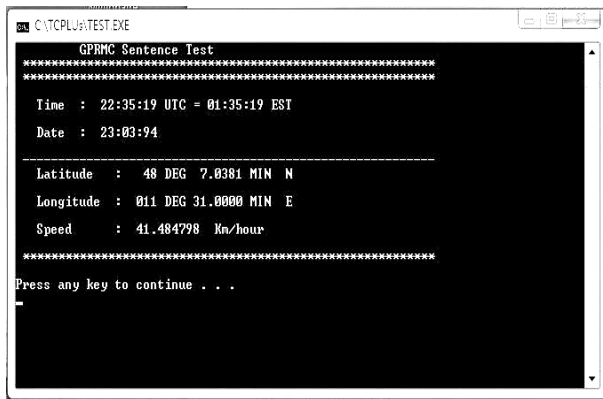 C:\TCPLUs\TEST.EXE
GPRMC Sentence Test
**********************************************************
**********************************************************
Time : 22:35:19 UTC = 01:35:19 EST
Date : 23:03:94
__________________________________________________________
Latitude : 48 DEG 7.0381 MIN N
Longitude : 011 DEG 31.0000 MIN E
Speed : 41.484798 Km/hour
**********************************************************
Press any key to continue . . .